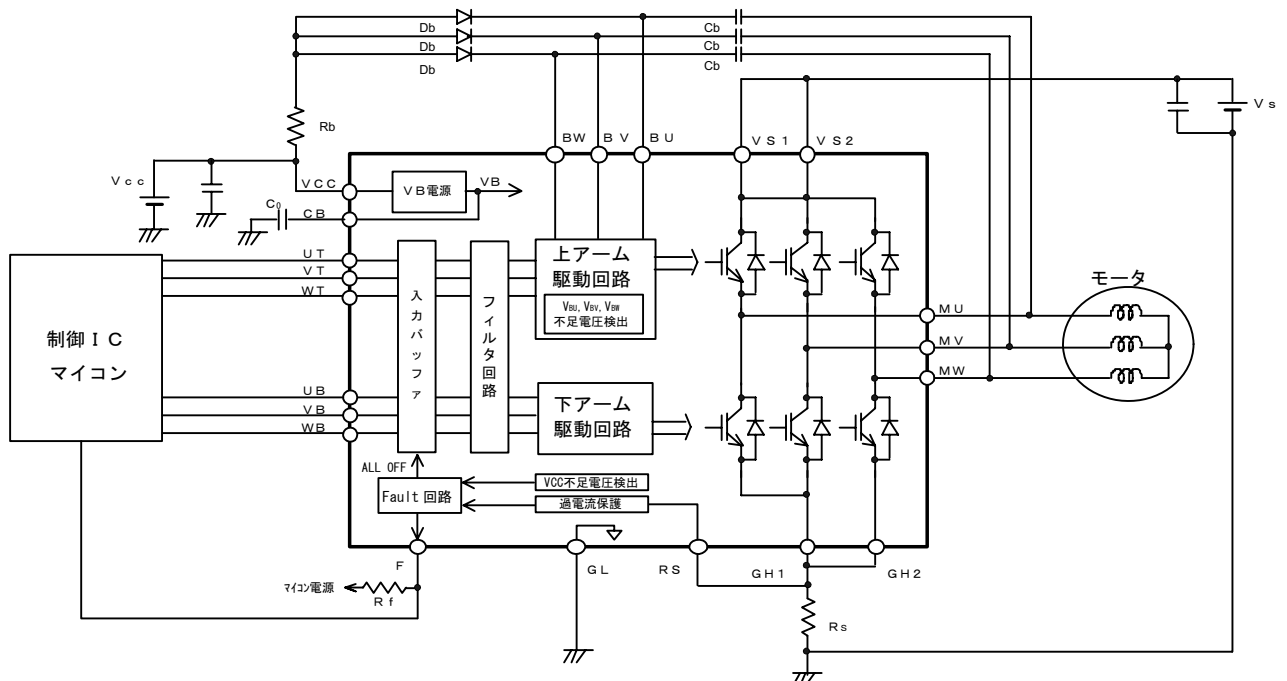 Db
Db
Db
Cb
Cb
Cb
Rb
Vs
BW
BV
BU
VS1
VS2
Vcc
VCC
VB電源
VB
C₀
CB
UT
VT
WT
入力バッファ
フィルタ回路
上アーム
駆動回路
VBU, VBV, VBW
不足電圧検出
制御IC
マイコン
モータ
MU
MV
MW
UB
VB
WB
下アーム
駆動回路
ALL OFF
Fault 回路
VCC不足電圧検出
過電流保護
F
GL
RS
GH1
GH2
マイコン電源
Rf
Rs